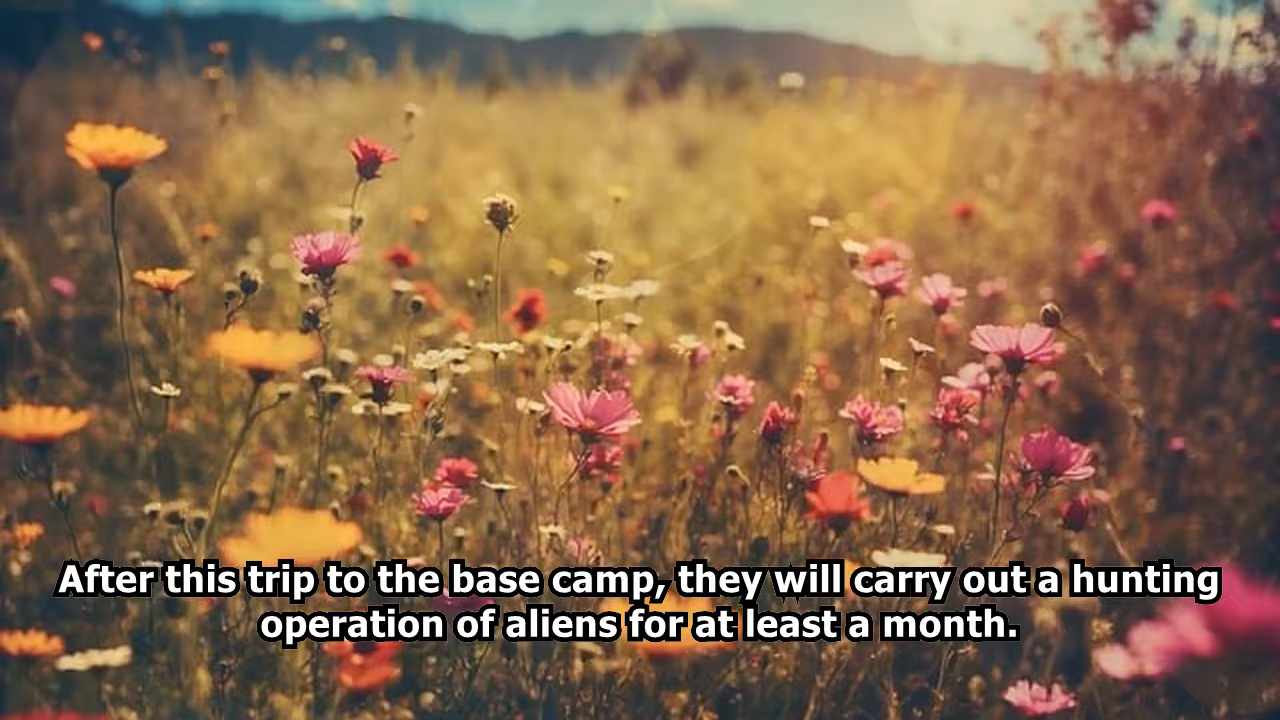 After this trip to the base camp, they will carry out a hunting
operation of aliens for at least a month.